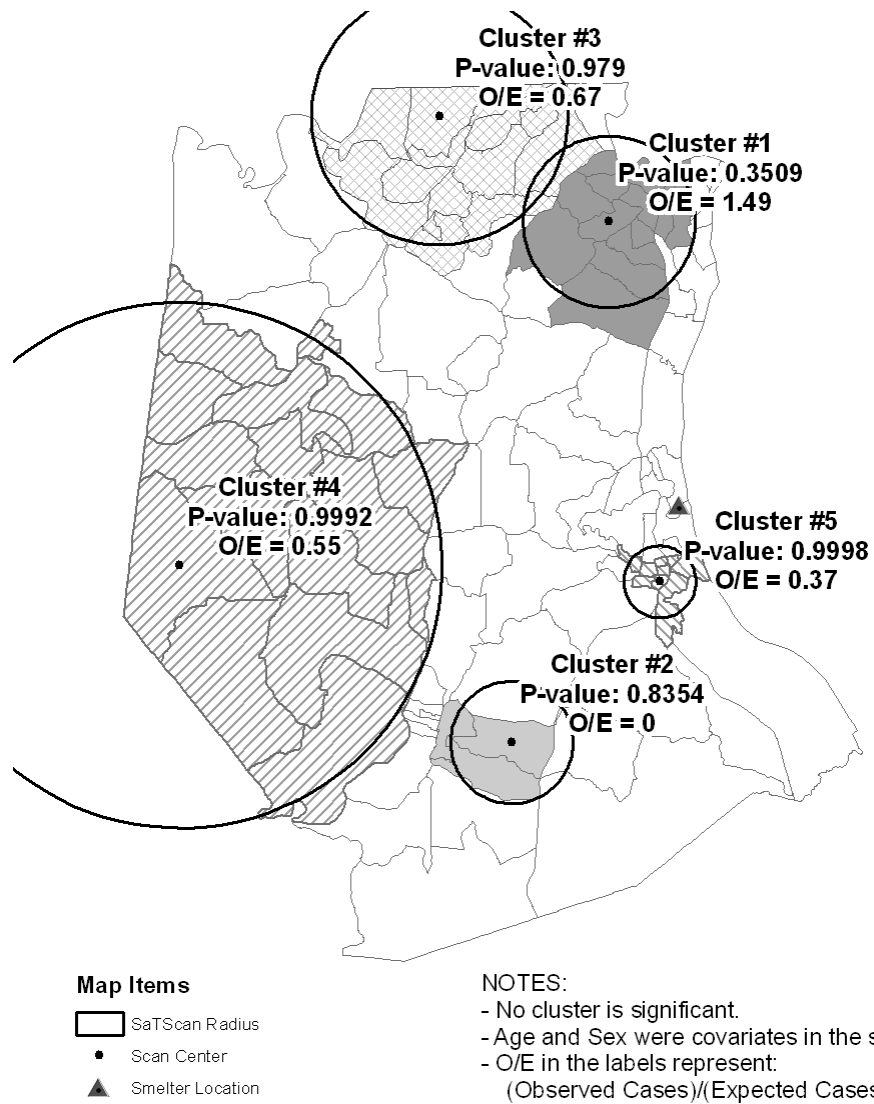 Cluster #3
P-value: 0.979
O/E = 0.67
Cluster #1
P-value: 0.3509
O/E = 1.49
Cluster #4
P-value: 0.9992
O/E = 0.55
Cluster #5
P-value: 0.9998
O/E = 0.37
Cluster #2
P-value: 0.8354
O/E = 0
Map Items
SaTScan Radius
Scan Center
Smelter Location
NOTES:
- No cluster is significant.
- Age and Sex were covariates in the s
- O/E in the labels represent:
(Observed Cases)/(Expected Cases